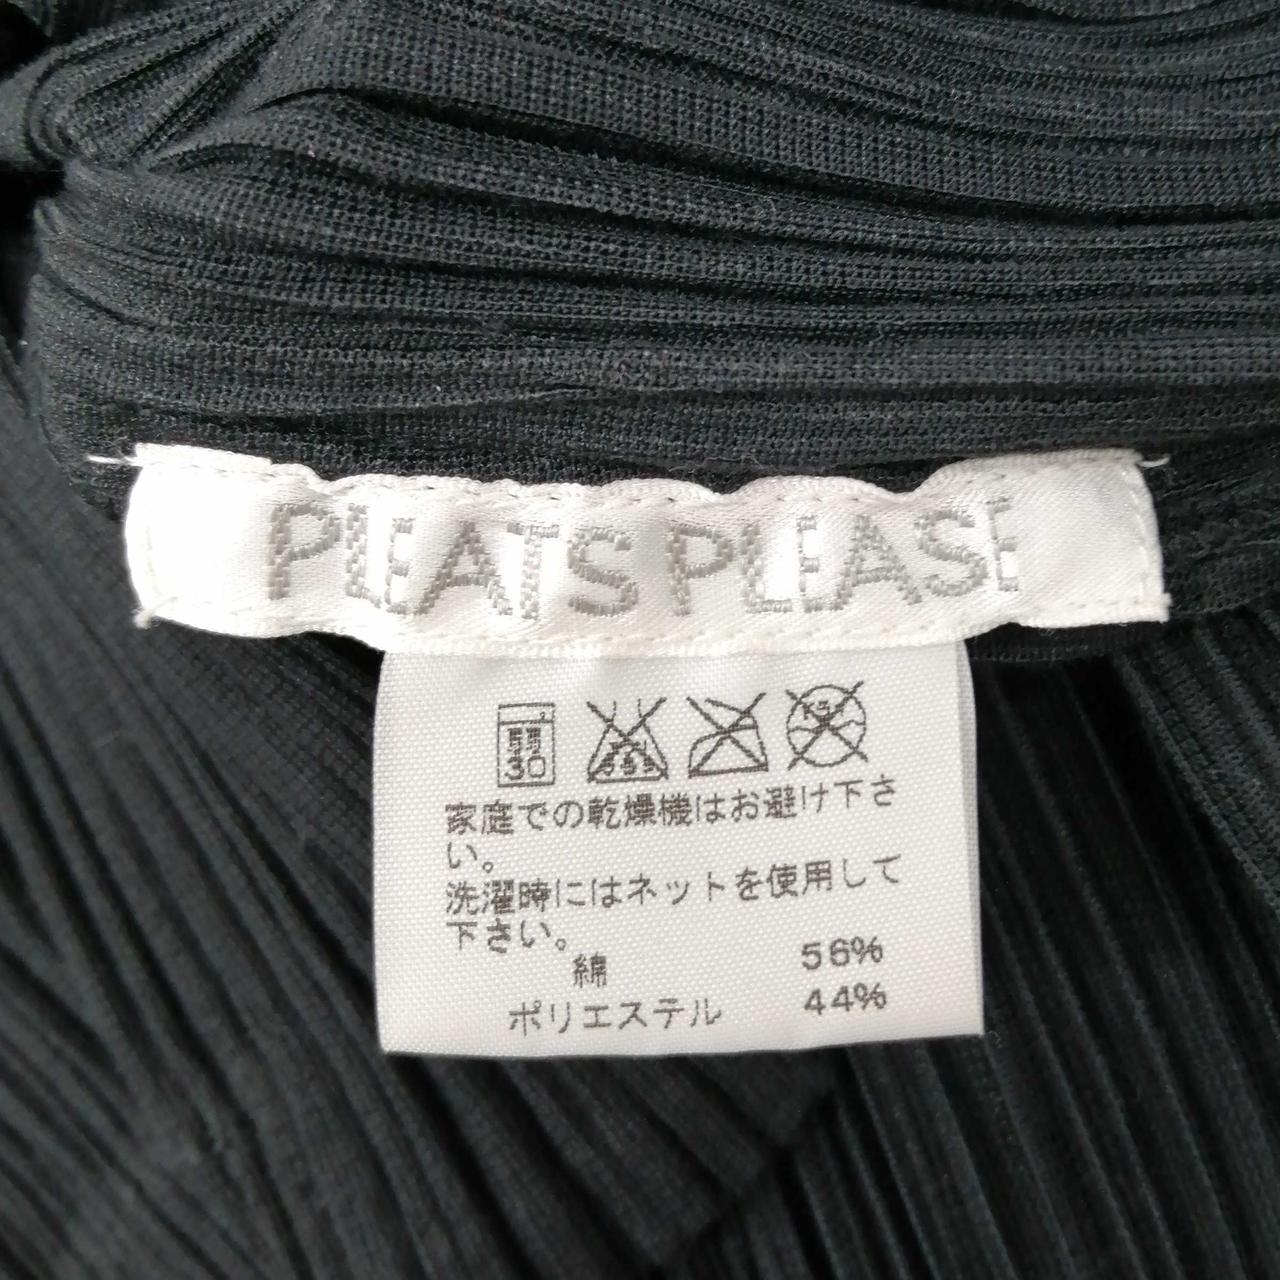 PLEATS PLEASE
弱
30
家庭での乾燥機はお避け下さ
い。
洗濯時にはネットを使用して
下さい。
綿 56%
ポリエステル 44%